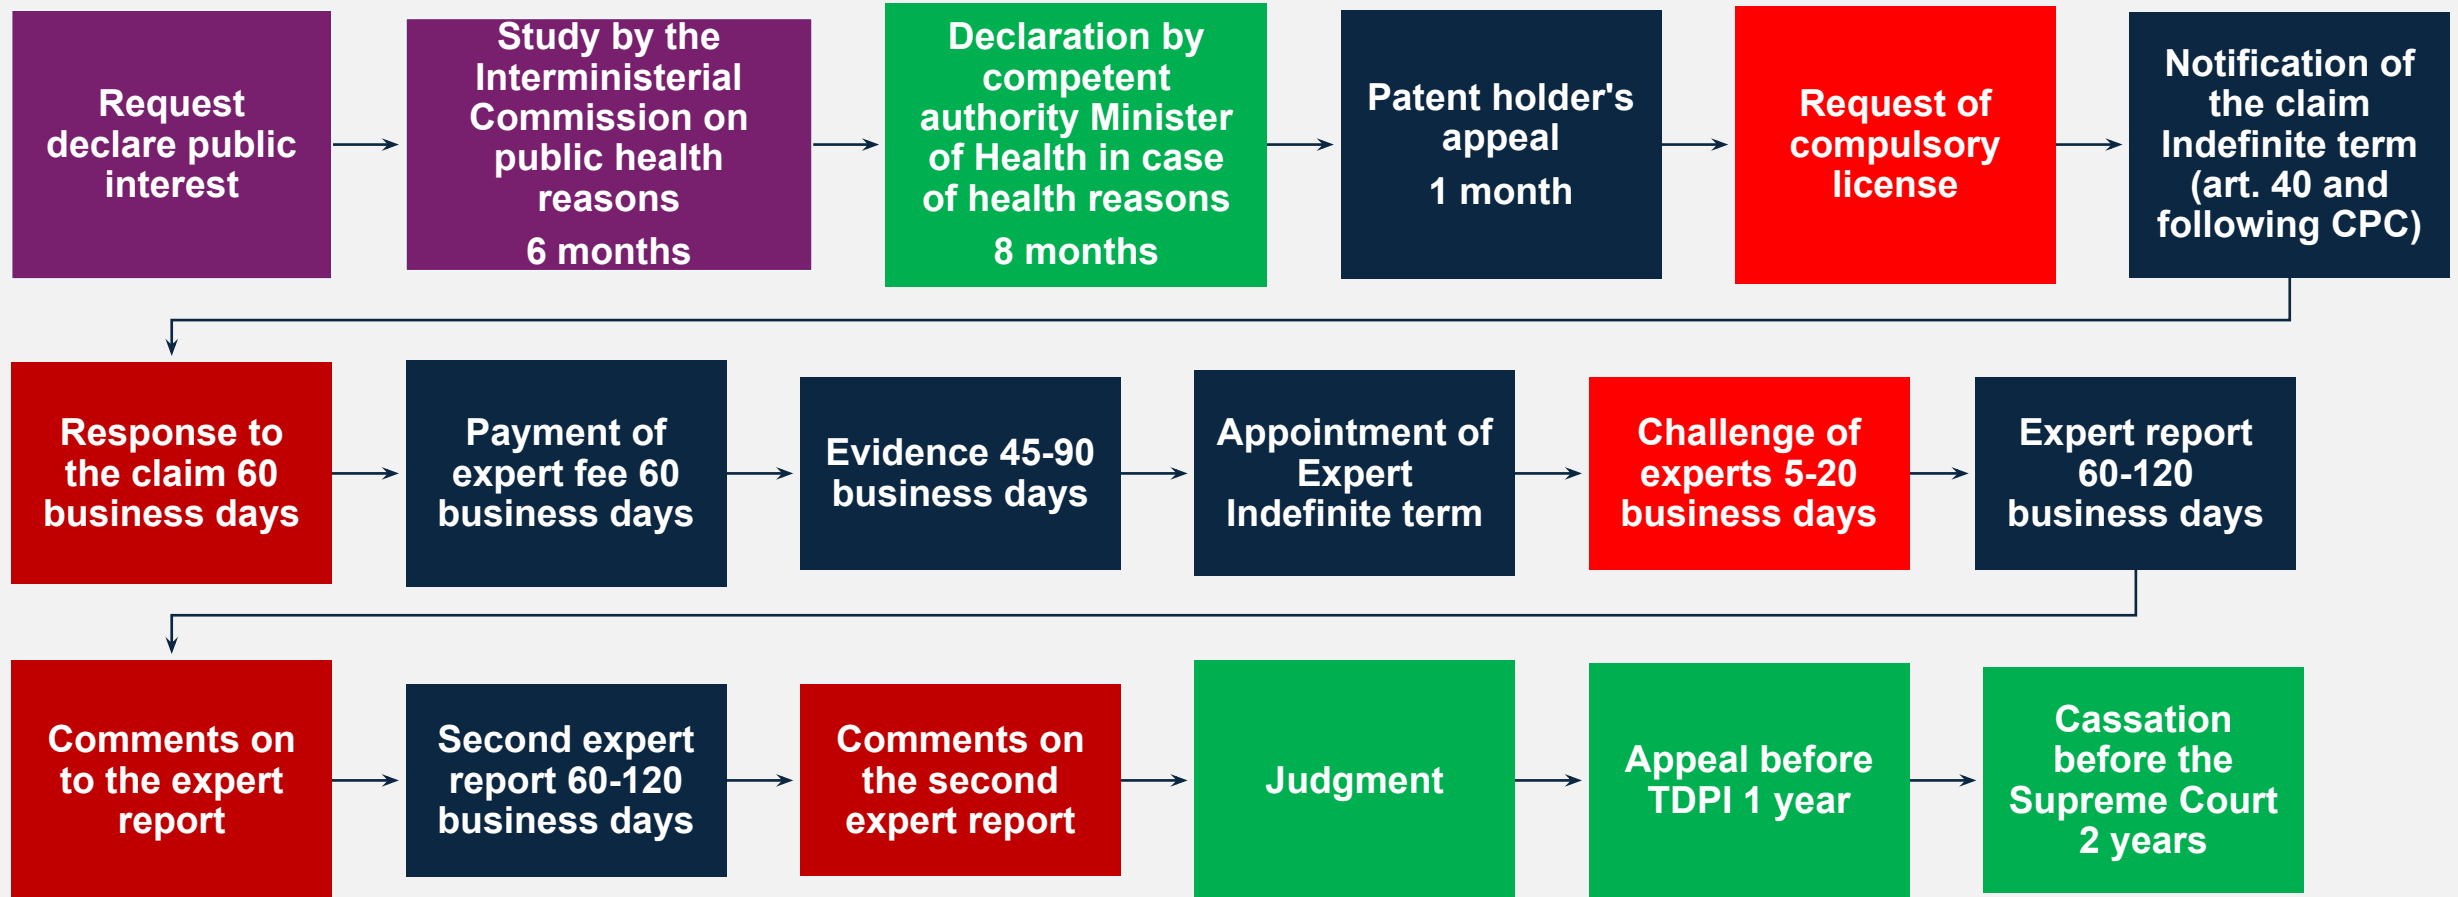 Request
declare public
interest
Study by the
Interministerial
Commission on
public health
reasons
6 months
Declaration by
competent
authority Minister
of Health in case
of health reasons
8 months
Patent holder's
appeal
1 month
Request of
compulsory
license
Notification of
the claim
Indefinite term
(art. 40 and
following CPC)
Response to
the claim 60
business days
Payment of
expert fee 60
business days
Evidence 45-90
business days
Appointment of
Expert
Indefinite term
Challenge of
experts 5-20
business days
Expert report
60-120
business days
Comments on
to the expert
report
Second expert
report 60-120
business days
Comments on
the second
expert report
Judgment
Appeal before
TDPI 1 year
Cassation
before the
Supreme Court
2 years